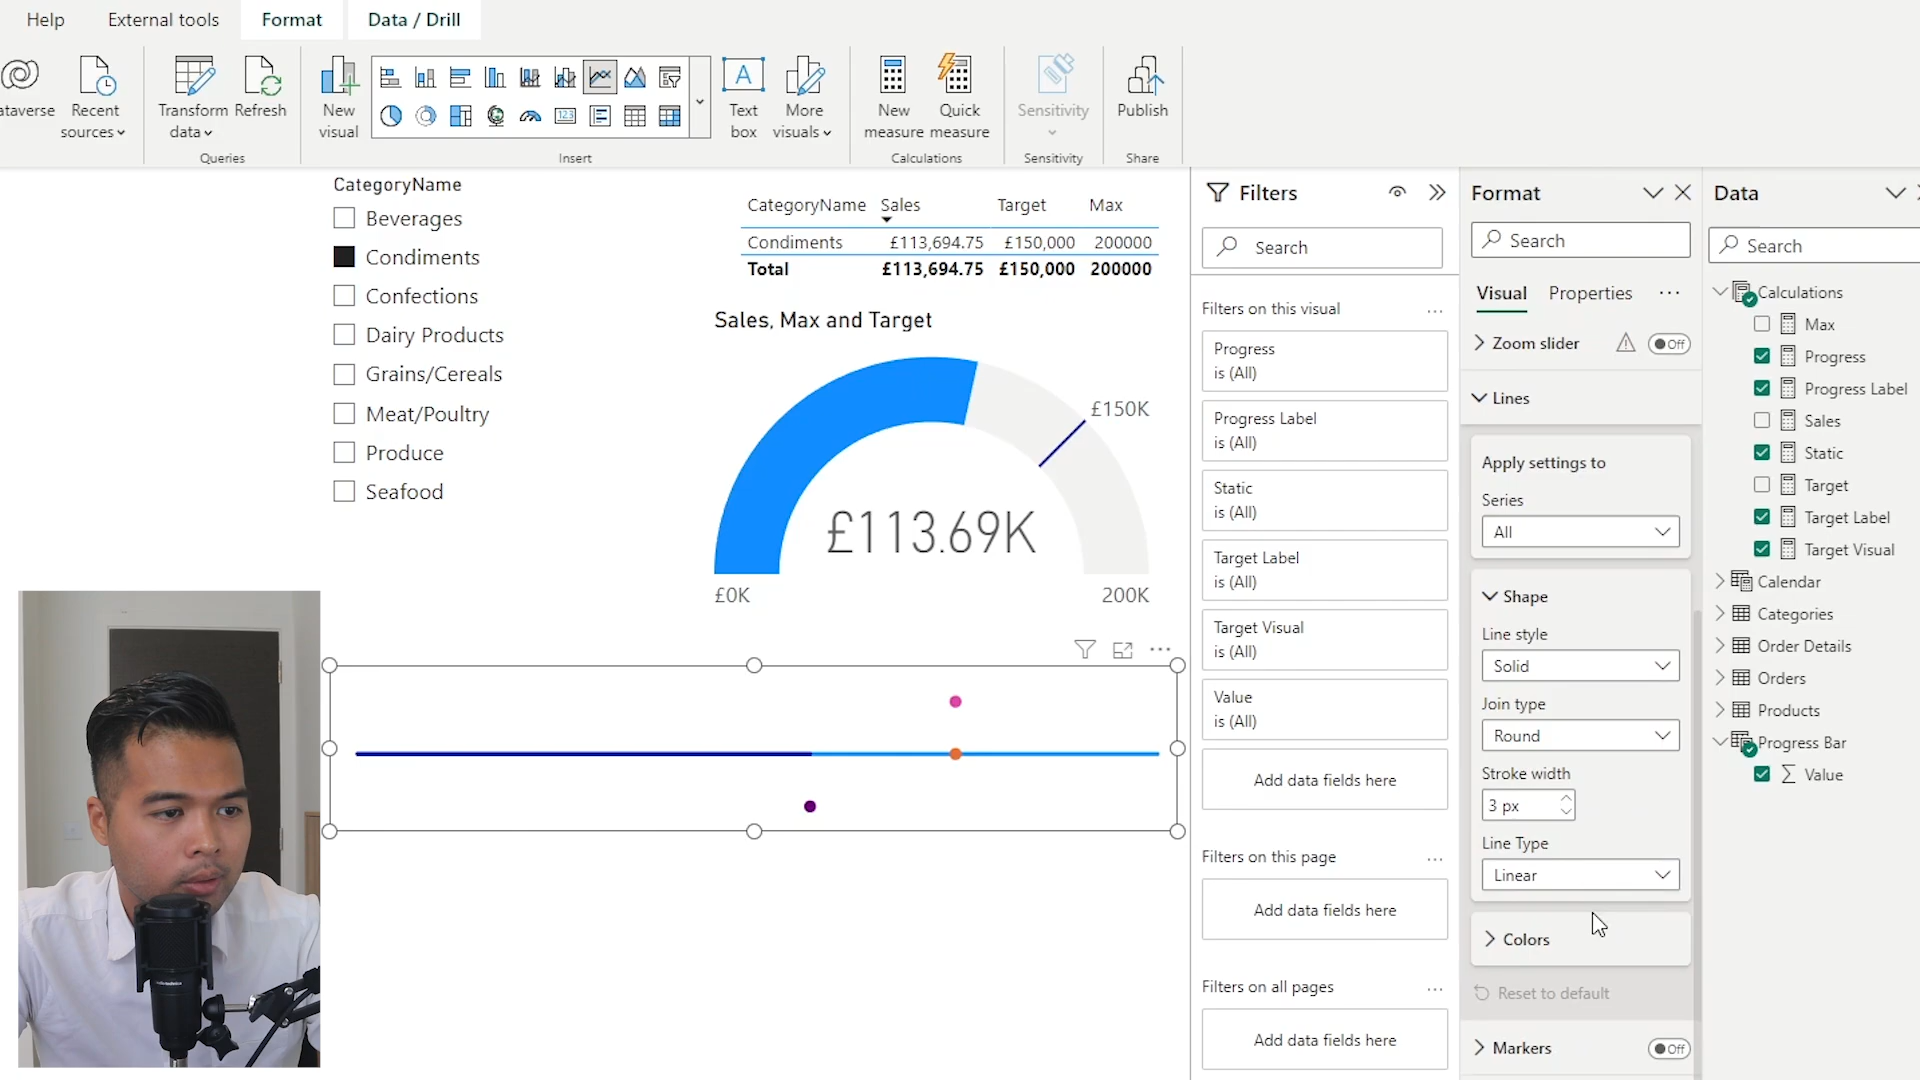 Help
External tools
Format
Data / Drill
ataverse
Recent
sources
Transform
data
Refresh
Queries
New
visual
Insert
123
A
Text
box
More
visuals
New
measure
Quick
measure
Calculations
Sensitivity
Sensitivity
Publish
Share
CategoryName
Beverages
Condiments
Confections
Dairy Products
Grains/Cereals
Meat/Poultry
Produce
Seafood
CategoryName Sales Target Max
Condiments £113,694.75 £150,000 200000
Total £113,694.75 £150,000 200000
Sales, Max and Target
£150K
£113.69K
£0K
200K
Filters
Search
Filters on this visual
Progress
is (All)
Progress Label
is (All)
Static
is (All)
Target Label
is (All)
Target Visual
is (All)
Value
is (All)
Add data fields here
Filters on this page
Add data fields here
Filters on all pages
Add data fields here
Format
Search
Visual
Properties
Zoom slider
Off
Lines
Apply settings to
Series
All
Shape
Line style
Solid
Join type
Round
Stroke width
3 px
Line Type
Linear
Colors
Reset to default
Markers
Off
Data
Search
Calculations
Max
Progress
Progress Label
Sales
Static
Target
Target Label
Target Visual
Calendar
Categories
Order Details
Orders
Products
Progress Bar
Value